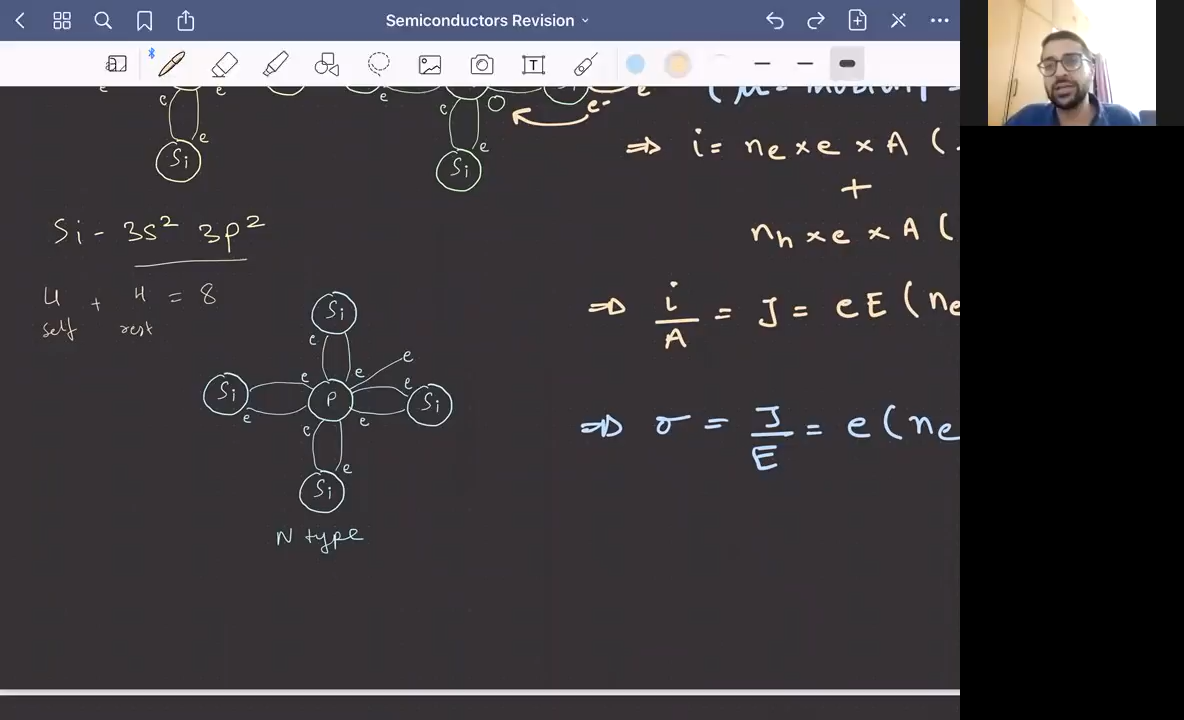 Semiconductors Revision
T
e e e e- e
e e O
Si e Si e
Si - 3s² 3p²
4 + 4 = 8
self rest
Si
e e e
Si e P e Si
e e e
e e
Si
N type
⇒ i = ne × e × A (
+
nh × e × A (
⇒ i/A = J = eE (ne
⇒ σ = J/E = e (ne